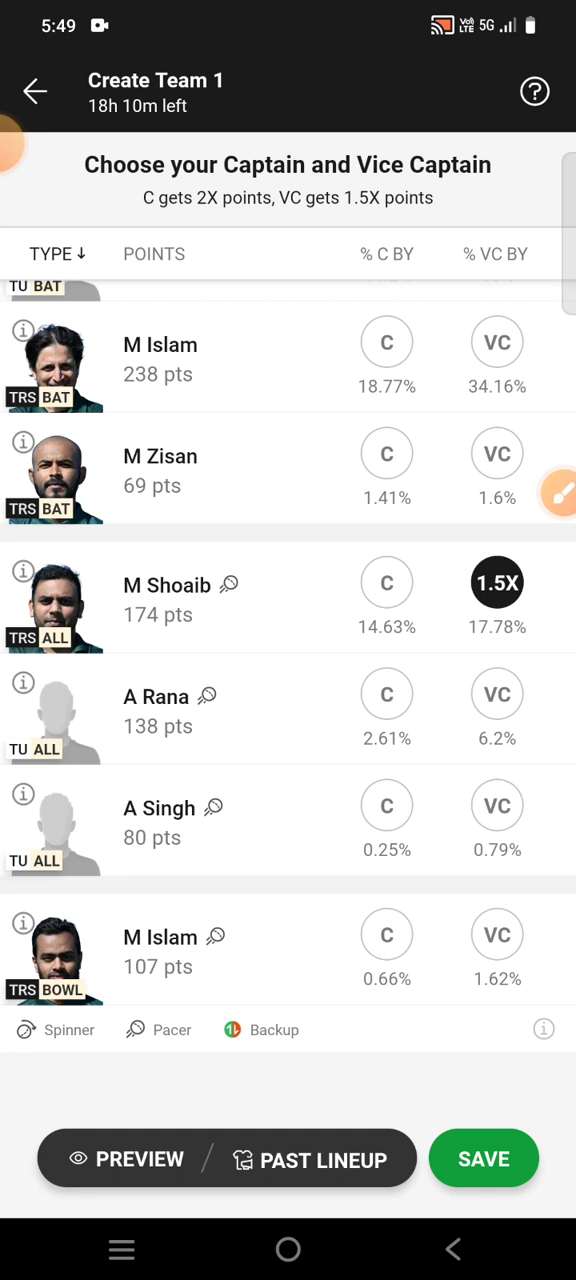 5:49
Vo) LTE 5G
Create Team 1
18h 10m left
Choose your Captain and Vice Captain
C gets 2X points, VC gets 1.5X points
TYPE POINTS % C BY % VC BY
TU BAT
M Islam C VC
238 pts 18.77% 34.16%
TRS BAT
M Zisan C VC
69 pts 1.41% 1.6%
TRS BAT
M Shoaib C 1.5X
174 pts 14.63% 17.78%
TRS ALL
A Rana C VC
138 pts 2.61% 6.2%
TU ALL
A Singh C VC
80 pts 0.25% 0.79%
TU ALL
M Islam C VC
107 pts 0.66% 1.62%
TRS BOWL
Spinner Pacer Backup
PREVIEW / PAST LINEUP SAVE